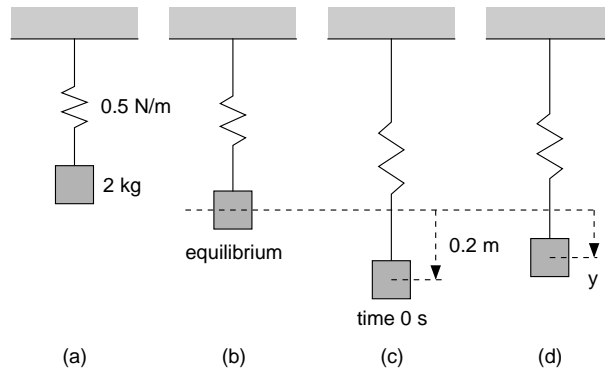 0.5 N/m
2 kg
equilibrium
0.2 m
y
time 0 s
(a)
(b)
(c)
(d)